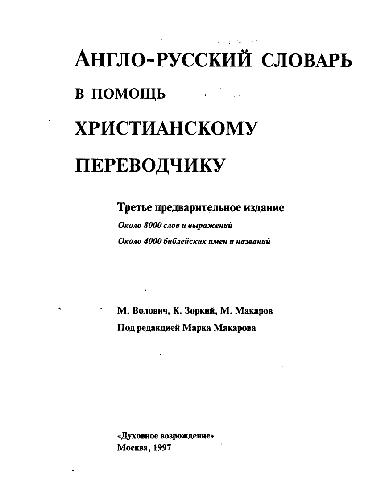 Англо-русский словарь
в помощь
христианскому
переводчику
Третье предварительное издание
Около 8000 слов и выражений
Около 4000 библейских имен и названий
М. Волович, К. Зоркий, М. Макаров
Под редакцией Марка Макарова
«Духовное возрождение»
Москва, 1997